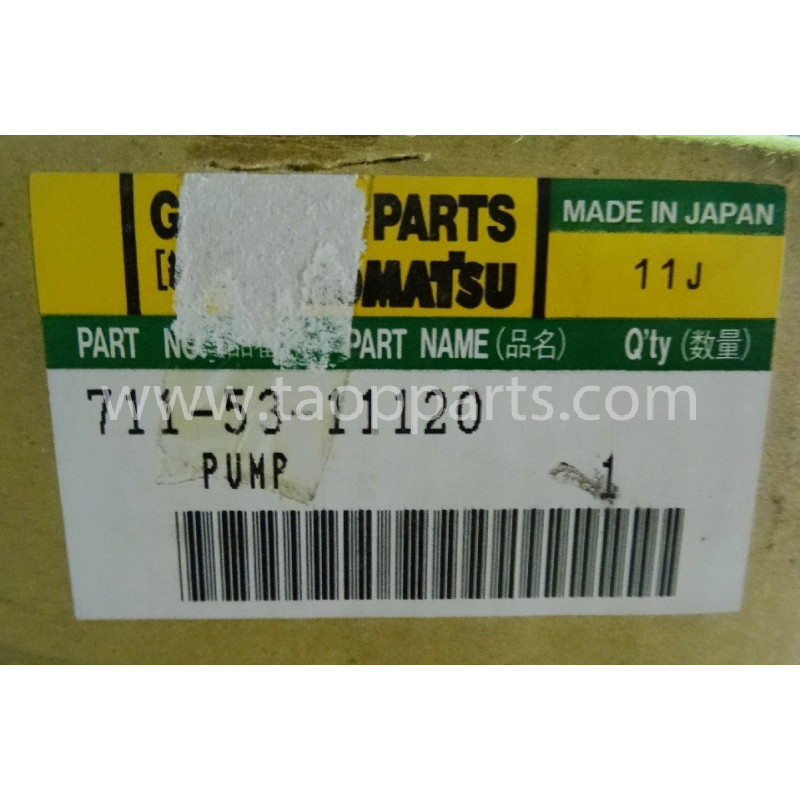 PARTS
MADE IN JAPAN
KOMATSU
11J
PART NO. PART NAME (品名) Q'ty (数量)
711-53-11120
www.taopparts.com
PUMP 1